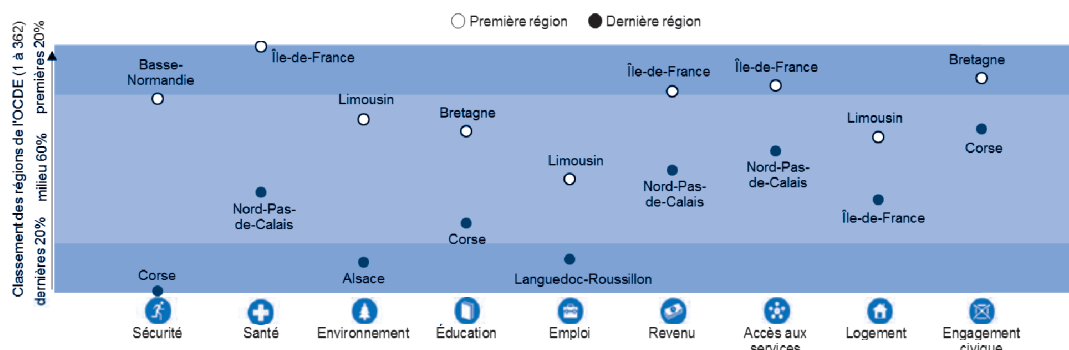 Première région
Dernière région
Classement des régions de l'OCDE (1 à 362)
dernières 20%
milieu 60%
premières 20%
Basse-
Normandie
Corse
Île-de-France
Nord-Pas-
de-Calais
Limousin
Alsace
Bretagne
Corse
Limousin
Languedoc-Roussillon
Île-de-France
Nord-Pas-
de-Calais
Île-de-France
Nord-Pas-
de-Calais
Limousin
Île-de-France
Bretagne
Corse
Sécurité
Santé
Environnement
Éducation
Emploi
Revenu
Accès aux
services
Logement
Engagement
civique